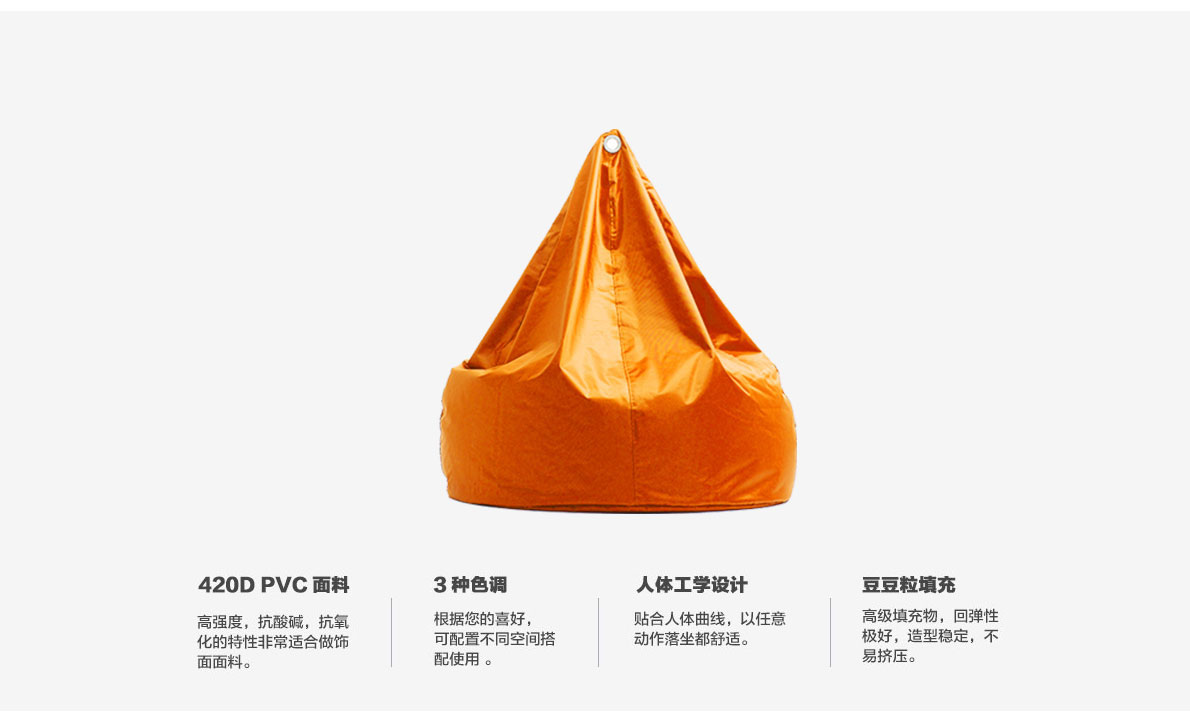 420D PVC 面料
高强度，抗酸碱，抗氧
化的特性非常适合做饰
面面料。
3 种色调
根据您的喜好，
可配置不同空间搭
配使用 。
人体工学设计
贴合人体曲线，以任意
动作落坐都舒适。
豆豆粒填充
高级填充物，回弹性
极好，造型稳定，不
易挤压。